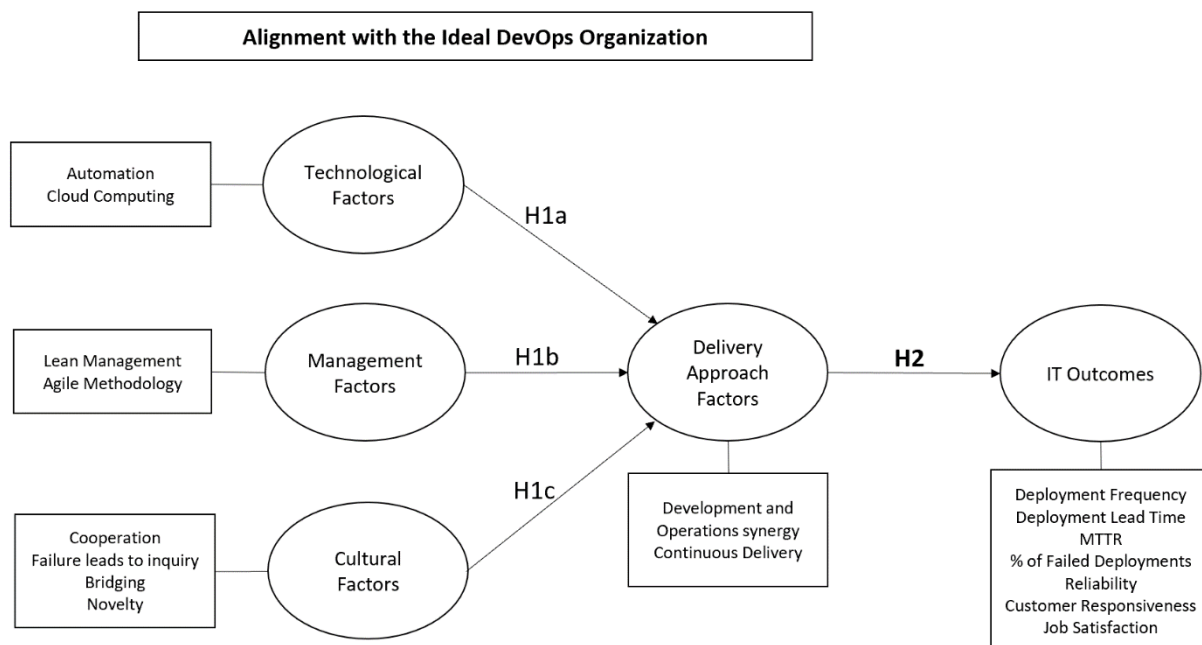 Alignment with the Ideal DevOps Organization
Automation
Cloud Computing
Technological
Factors
H1a
Lean Management
Agile Methodology
Management
Factors
H1b
Delivery
Approach
Factors
H2
IT Outcomes
H1c
Cooperation
Failure leads to inquiry
Bridging
Novelty
Cultural
Factors
Development and
Operations synergy
Continuous Delivery
Deployment Frequency
Deployment Lead Time
MTTR
% of Failed Deployments
Reliability
Customer Responsiveness
Job Satisfaction